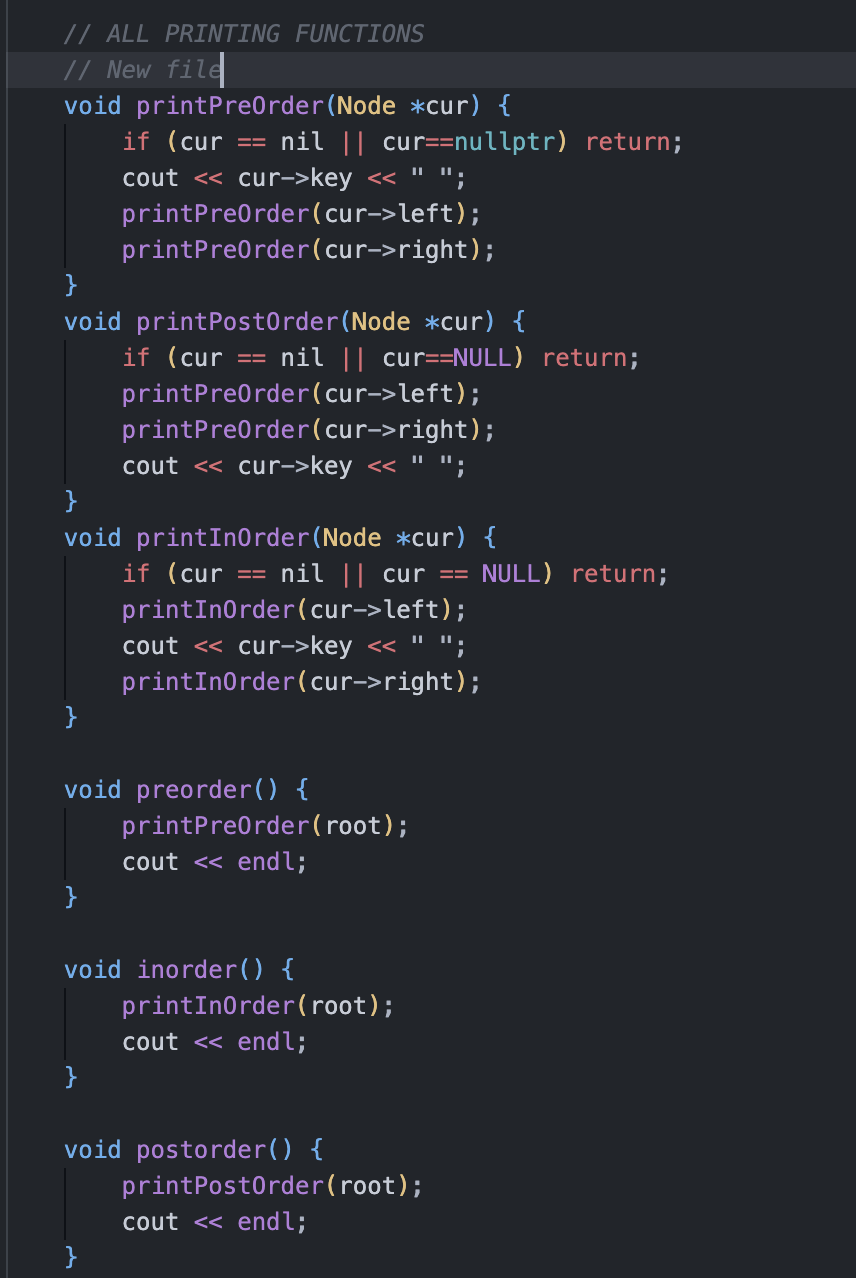 // ALL PRINTING FUNCTIONS
// New file
void printPreOrder(Node *cur) {
    if (cur == nil || cur==nullptr) return;
    cout << cur->key << " ";
    printPreOrder(cur->left);
    printPreOrder(cur->right);
}
void printPostOrder(Node *cur) {
    if (cur == nil || cur==NULL) return;
    printPreOrder(cur->left);
    printPreOrder(cur->right);
    cout << cur->key << " ";
}
void printInOrder(Node *cur) {
    if (cur == nil || cur == NULL) return;
    printInOrder(cur->left);
    cout << cur->key << " ";
    printInOrder(cur->right);
}

void preorder() {
    printPreOrder(root);
    cout << endl;
}

void inorder() {
    printInOrder(root);
    cout << endl;
}

void postorder() {
    printPostOrder(root);
    cout << endl;
}